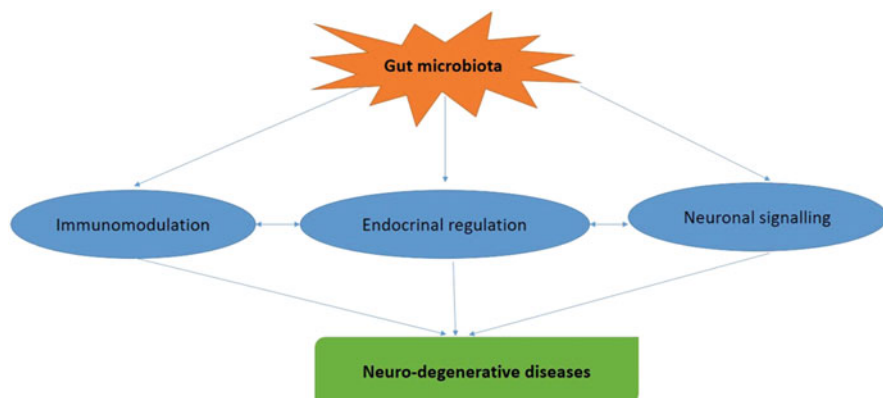 Gut microbiota
Immunomodulation
Endocrinal regulation
Neuronal signalling
Neuro-degenerative diseases